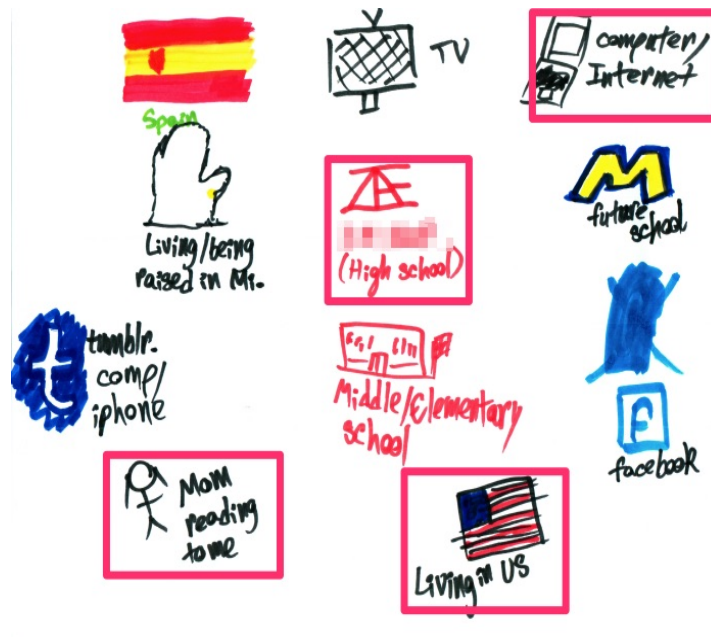 Spain
TV
computer/
Internet
Living/being
raised in Mi.
(High school)
M
future
school
t
tumblr.
comp/
iphone
Middle/Elementary
school
f
facebook
Mom
reading
to me
Living in US